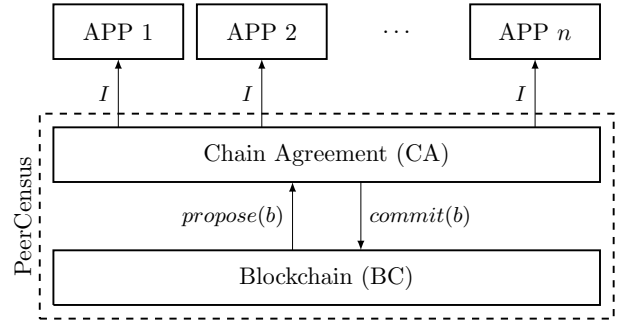 APP 1
APP 2
...
APP n
I
I
I
Chain Agreement (CA)
PeerCensus
propose(b)
commit(b)
Blockchain (BC)